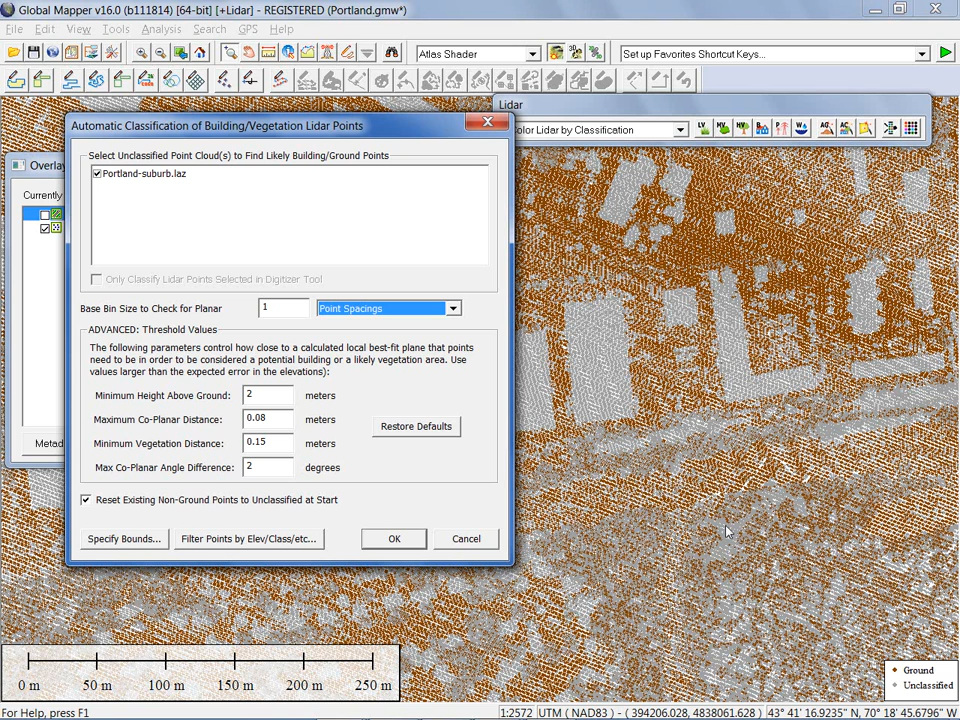 Global Mapper v16.0 (b111814) [64-bit] [+Lidar] - REGISTERED (Portland.gmw*)
File Edit View Tools Analysis Search GPS Help
Atlas Shader
Set up Favorites Shortcut Keys...
Lidar
Color Lidar by Classification
Automatic Classification of Building/Vegetation Lidar Points
Overlay
Currently
Select Unclassified Point Cloud(s) to Find Likely Building/Ground Points
Portland-suburb.laz
Only Classify Lidar Points Selected in Digitizer Tool
Base Bin Size to Check for Planar 1 Point Spacings
ADVANCED: Threshold Values
The following parameters control how close to a calculated local best-fit plane that points
need to be in order to be considered a potential building or a likely vegetation area. Use
values larger than the expected error in the elevations):
Minimum Height Above Ground: 2 meters
Maximum Co-Planar Distance: 0.08 meters
Restore Defaults
Minimum Vegetation Distance: 0.15 meters
Metad
Max Co-Planar Angle Difference: 2 degrees
Reset Existing Non-Ground Points to Unclassified at Start
Specify Bounds... Filter Points by Elev/Class/etc... OK Cancel
0 m 50 m 100 m 150 m 200 m 250 m
Ground
Unclassified
For Help, press F1
1:2572 UTM ( NAD83) - ( 394206.028, 4838061.628 ) 43° 41' 16.9235" N, 70° 18' 45.6796" W